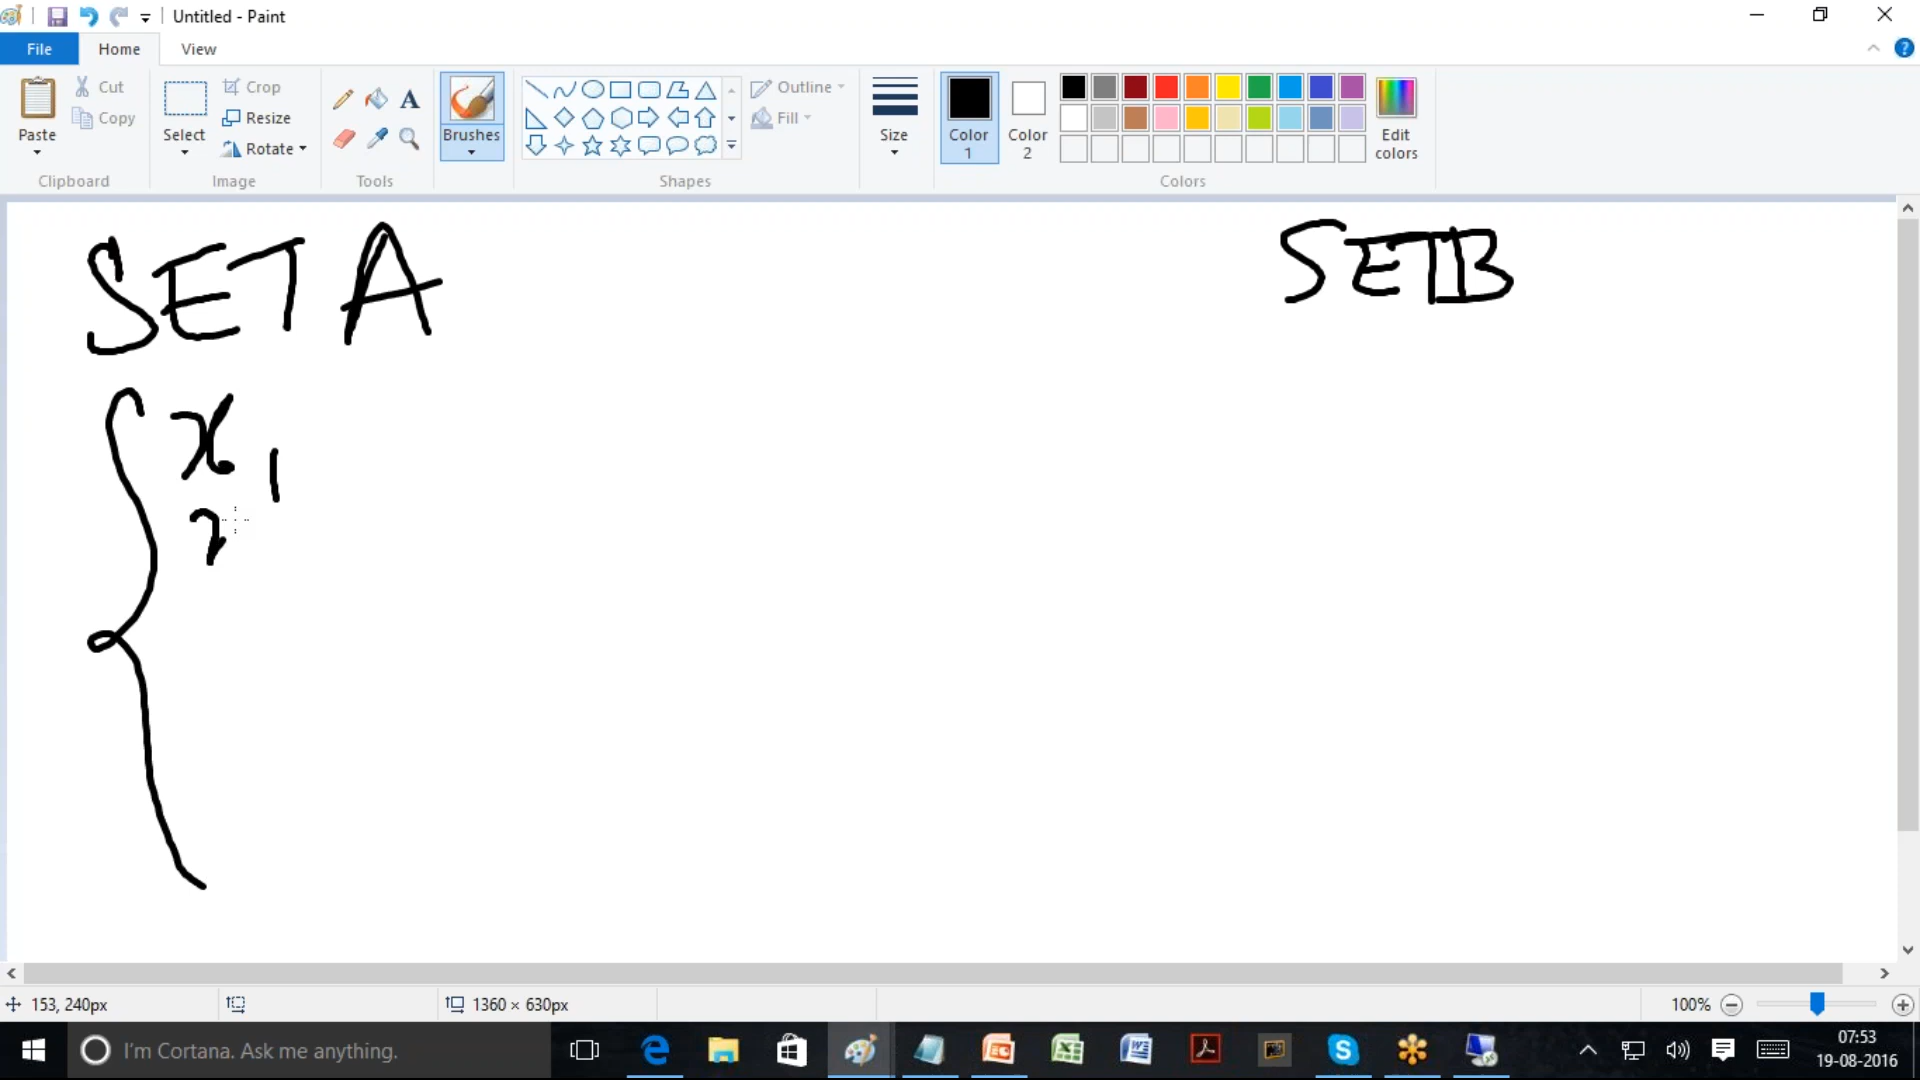 Untitled - Paint
File Home View
Paste
Cut
Copy
Clipboard
Select
Crop
Resize
Rotate
Image
A
Tools
Brushes
Outline
Fill
Shapes
Size
Color 1
Color 2
Edit colors
Colors
SET A
SET B
x 1
153, 240px
1360 × 630px
100%
I'm Cortana. Ask me anything.
07:53
19-08-2016